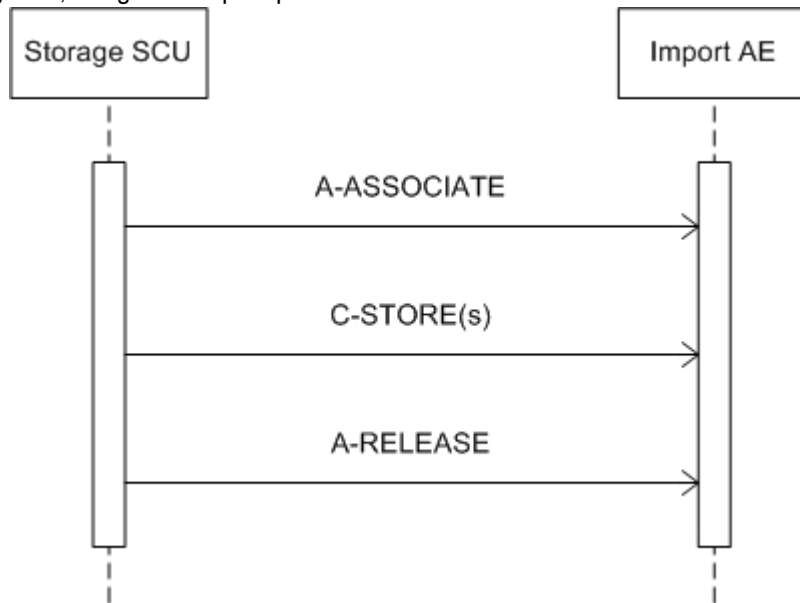 Storage SCU
Import AE
A-ASSOCIATE
C-STORE(s)
A-RELEASE